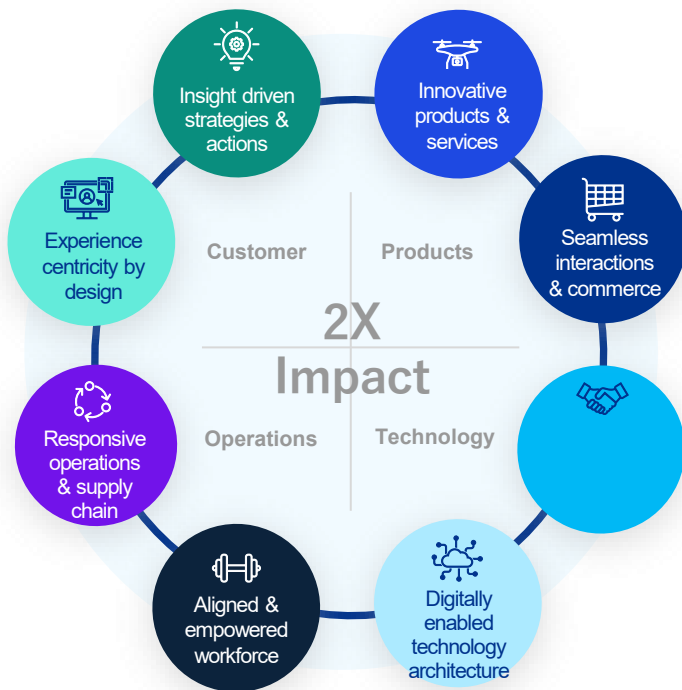 Insight driven
strategies &
actions
Innovative
products &
services
Experience
centricity by
design
Seamless
interactions
& commerce
Customer
Products
2X
Impact
Operations
Technology
Responsive
operations
& supply
chain
Aligned &
empowered
workforce
Digitally
enabled
technology
architecture